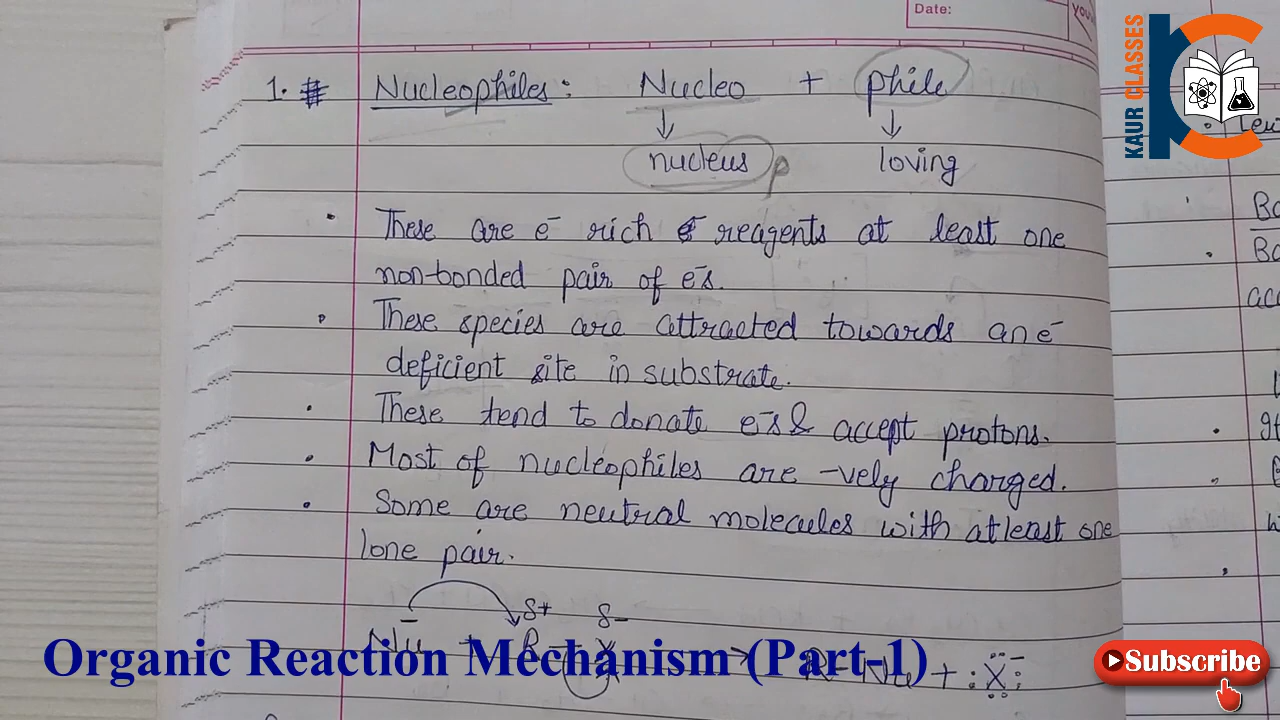 Date:
YOU
KAUR CLASSES
1. # Nucleophiles: Nucleo + phile
nucleus p loving
These are e⁻ rich reagents at least one
non-bonded pair of e⁻s.
These species are attracted towards an e⁻
deficient site in substrate.
These tend to donate e⁻s & accept protons.
Most of nucleophiles are -vely charged.
Some are neutral molecules with atleast one
lone pair.
δ+ δ-
Nu⁻ + R-X → R-Nu + :X:⁻
Organic Reaction Mechanism (Part-1)
Subscribe